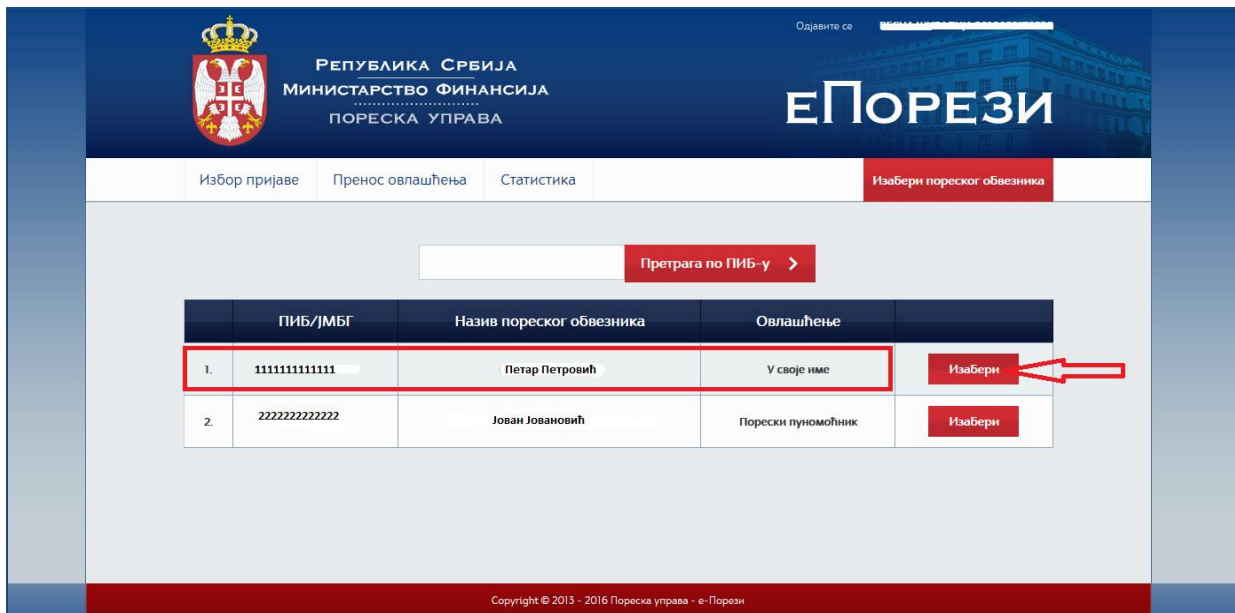 Одјавите се
Република Србија
Министарство Финансија
ПОРЕСКА УПРАВА
еПорези
Избор пријаве Пренос овлашћења Статистика Изабери пореског обвезника
Претрага по ПИБ-у
ПИБ/ЈМБГ Назив пореског обвезника Овлашћење
1. 1111111111111 Петар Петровић У своје име Изабери
2. 2222222222222 Јован Јовановић Порески пуномоћник Изабери
Copyright © 2013 - 2016 Пореска управа - е-Порези